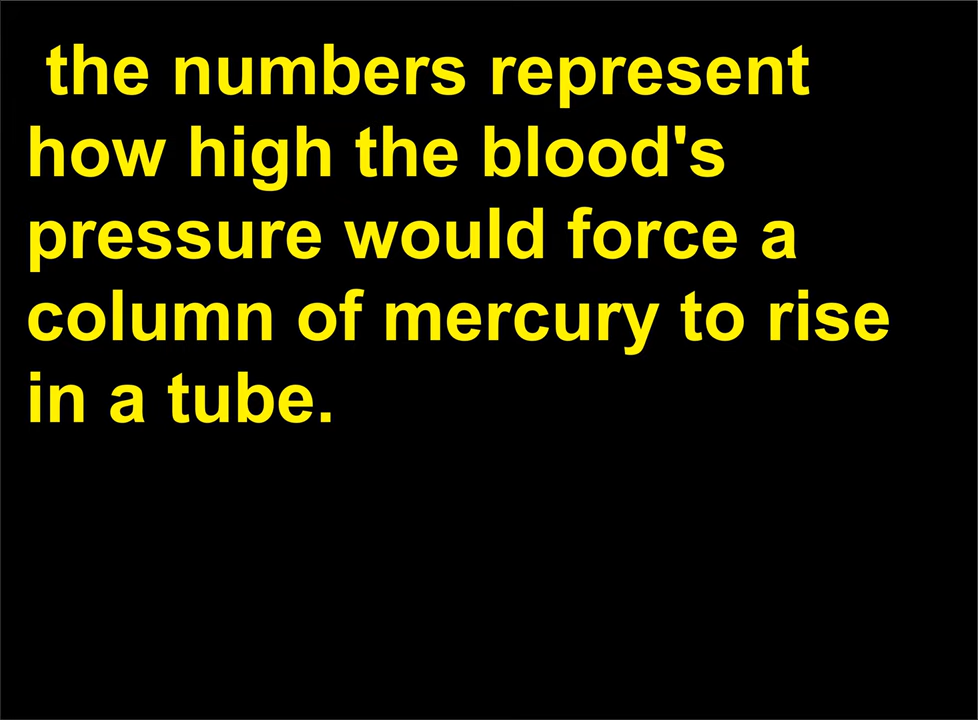 the numbers represent
how high the blood's
pressure would force a
column of mercury to rise
in a tube.